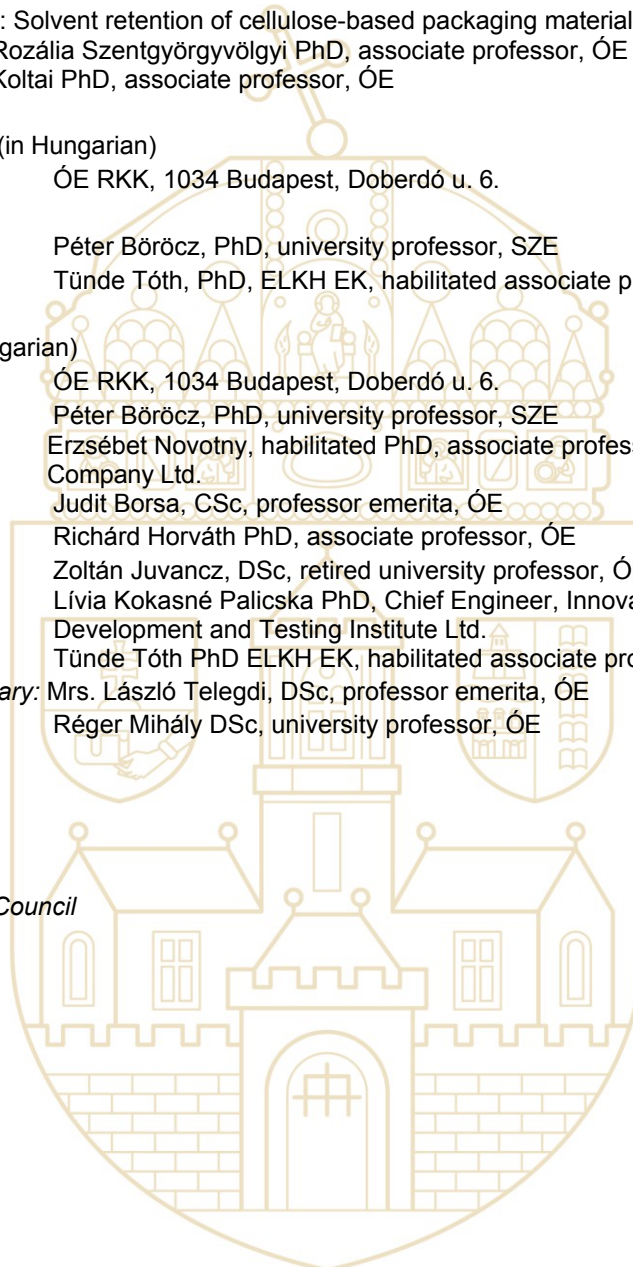 : Solvent retention of cellulose-based packaging material
Rozália Szentgyörgyvölgyi PhD, associate professor, ÓE
Koltai PhD, associate professor, ÓE
(in Hungarian)
ÓE RKK, 1034 Budapest, Doberdó u. 6.
Péter Böröcz, PhD, university professor, SZE
Tünde Tóth, PhD, ELKH EK, habilitated associate p
garian)
ÓE RKK, 1034 Budapest, Doberdó u. 6.
Péter Böröcz, PhD, university professor, SZE
Erzsébet Novotny, habilitated PhD, associate profess
Company Ltd.
Judit Borsa, CSc, professor emerita, ÓE
Richárd Horváth PhD, associate professor, ÓE
Zoltán Juvancz, DSc, retired university professor, Ó
Lívia Kokasné Palicska PhD, Chief Engineer, Innova
Development and Testing Institute Ltd.
Tünde Tóth PhD ELKH EK, habilitated associate pro
ary: Mrs. László Telegdi, DSc, professor emerita, ÓE
Réger Mihály DSc, university professor, ÓE
Council